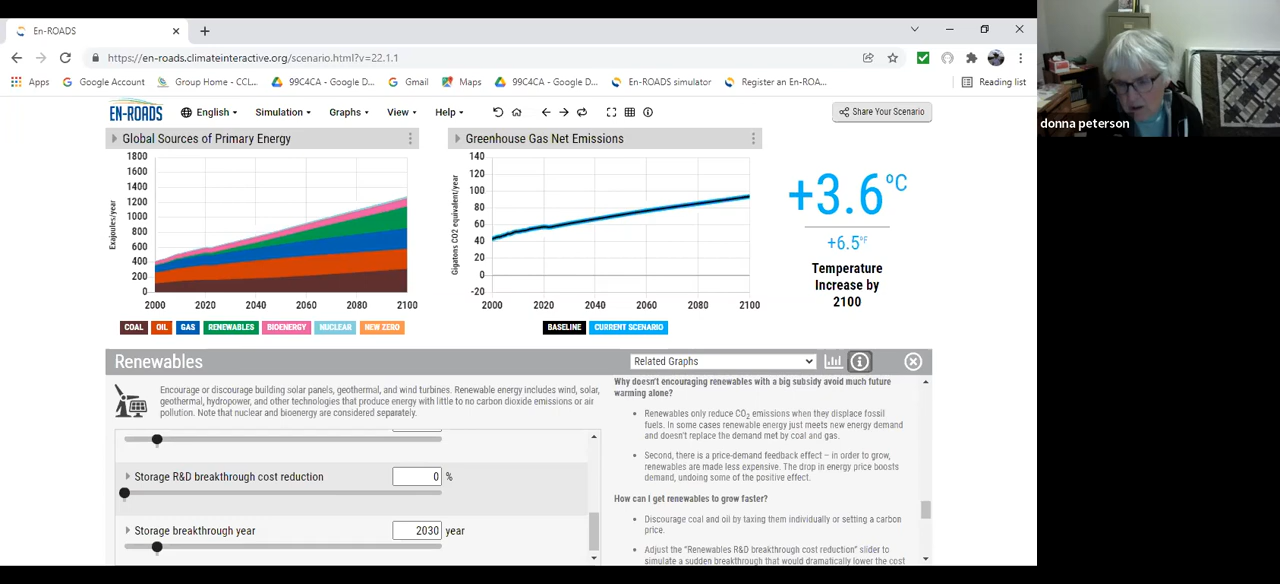 En-ROADS
https://en-roads.climateinteractive.org/scenario.html?v=22.1.1
Apps Google Account Group Home - CCL... 99C4CA - Google D... Gmail Maps 99C4CA - Google D... En-ROADS simulator Register an En-ROA... Reading list
EN-ROADS English Simulation Graphs View Help Share Your Scenario
donna peterson
Global Sources of Primary Energy
Exajoules/year
1800
1600
1400
1200
1000
800
600
400
200
0
2000 2020 2040 2060 2080 2100
COAL OIL GAS RENEWABLES BIOENERGY NUCLEAR NEW ZERO
Greenhouse Gas Net Emissions
Gigatons CO2 equivalent/year
140
120
100
80
60
40
20
0
-20
2000 2020 2040 2060 2080 2100
BASELINE CURRENT SCENARIO
+3.6°C
+6.5°F
Temperature
Increase by
2100
Renewables
Related Graphs
Encourage or discourage building solar panels, geothermal, and wind turbines. Renewable energy includes wind, solar,
geothermal, hydropower, and other technologies that produce energy with little to no carbon dioxide emissions or air
pollution. Note that nuclear and bioenergy are considered separately.
Storage R&D breakthrough cost reduction 0 %
Storage breakthrough year 2030 year
Why doesn't encouraging renewables with a big subsidy avoid much future
warming alone?
• Renewables only reduce CO2 emissions when they displace fossil
fuels. In some cases renewable energy just meets new energy demand
and doesn't replace the demand met by coal and gas.
• Second, there is a price-demand feedback effect – in order to grow,
renewables are made less expensive. The drop in energy price boosts
demand, undoing some of the positive effect.
How can I get renewables to grow faster?
• Discourage coal and oil by taxing them individually or setting a carbon
price.
• Adjust the "Renewables R&D breakthrough cost reduction" slider to
simulate a sudden breakthrough that would dramatically lower the cost